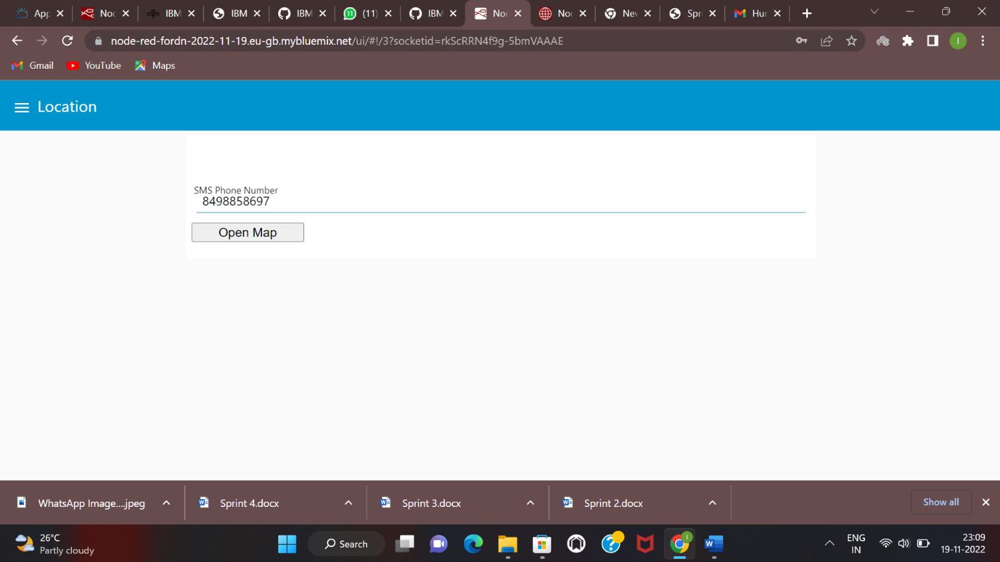 App
Noc
IBM
IBM
IBM
(11)
IBM
Noc
Noc
Nev
Spri
Hur
node-red-fordn-2022-11-19.eu-gb.mybluemix.net/ui/#!/3?socketid=rkScRRN4f9g-5bmVAAAE
I
Gmail
YouTube
Maps
Location
SMS Phone Number
8498858697
Open Map
WhatsApp Image....jpeg
Sprint 4.docx
Sprint 3.docx
Sprint 2.docx
Show all
26°C
Partly cloudy
Search
ENG
IN
23:09
19-11-2022